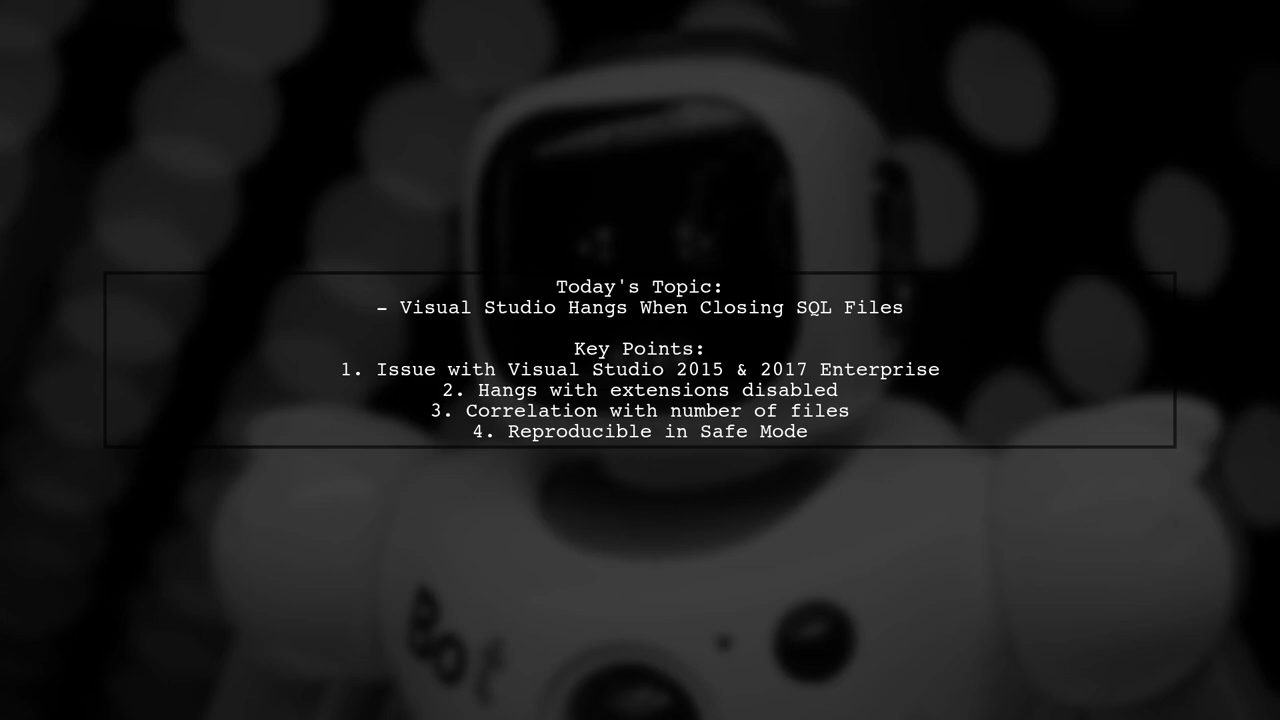 Today's Topic:
– Visual Studio Hangs When Closing SQL Files
Key Points:
1. Issue with Visual Studio 2015 & 2017 Enterprise
2. Hangs with extensions disabled
3. Correlation with number of files
4. Reproducible in Safe Mode
Bot